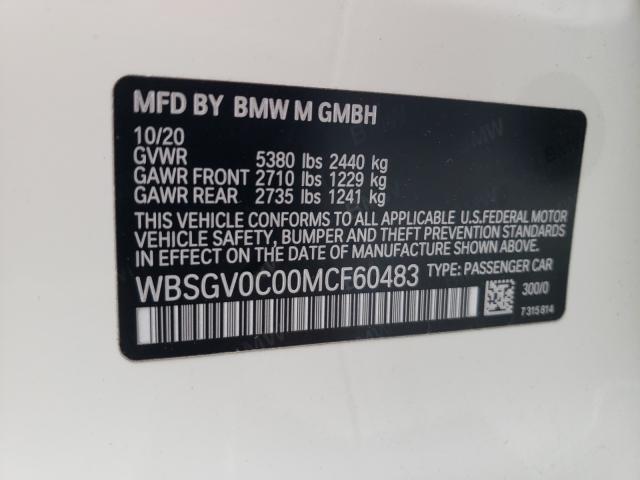 MFD BY BMW M GMBH
10/20
GVWR 5380 lbs 2440 kg
GAWR FRONT 2710 lbs 1229 kg
GAWR REAR 2735 lbs 1241 kg
THIS VEHICLE CONFORMS TO ALL APPLICABLE U.S.FEDERAL MOTOR
VEHICLE SAFETY, BUMPER, AND THEFT PREVENTION STANDARDS
IN EFFECT ON THE DATE OF MANUFACTURE SHOWN ABOVE.
WBSGV0C00MCF60483 TYPE: PASSENGER CAR
300/0
7 315 814